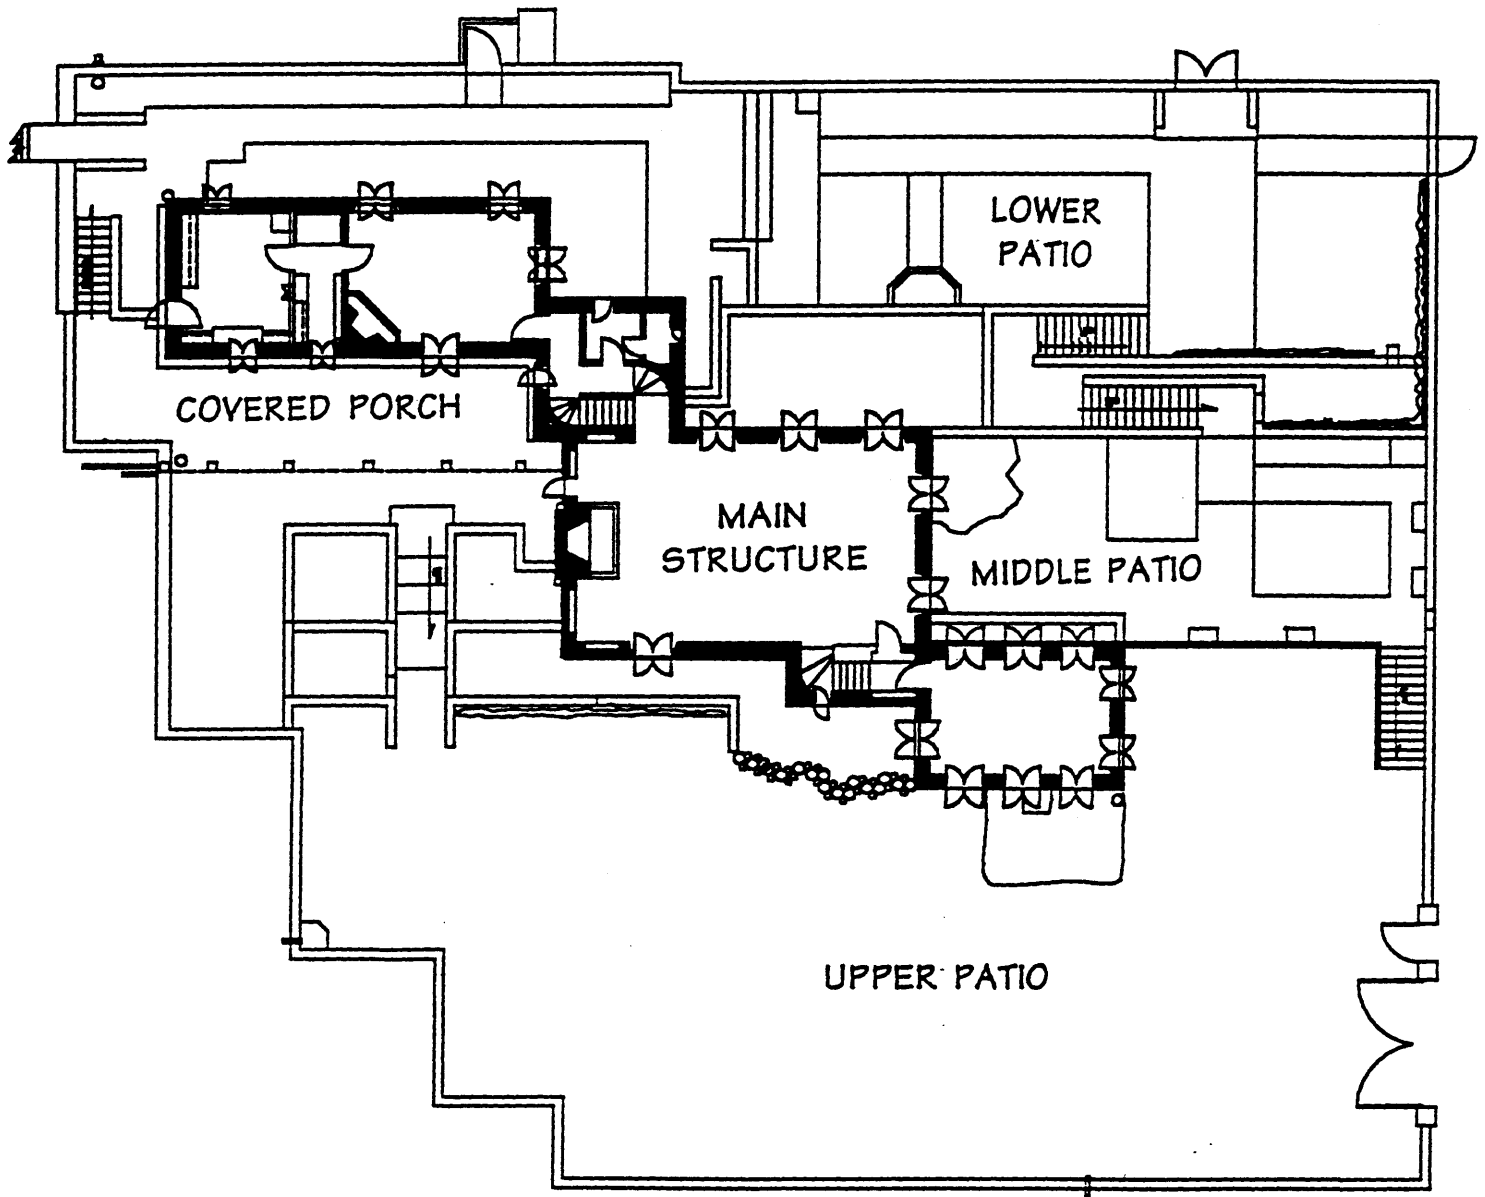 LOWER
PATIO
COVERED PORCH
MAIN
STRUCTURE
MIDDLE PATIO
UPPER PATIO